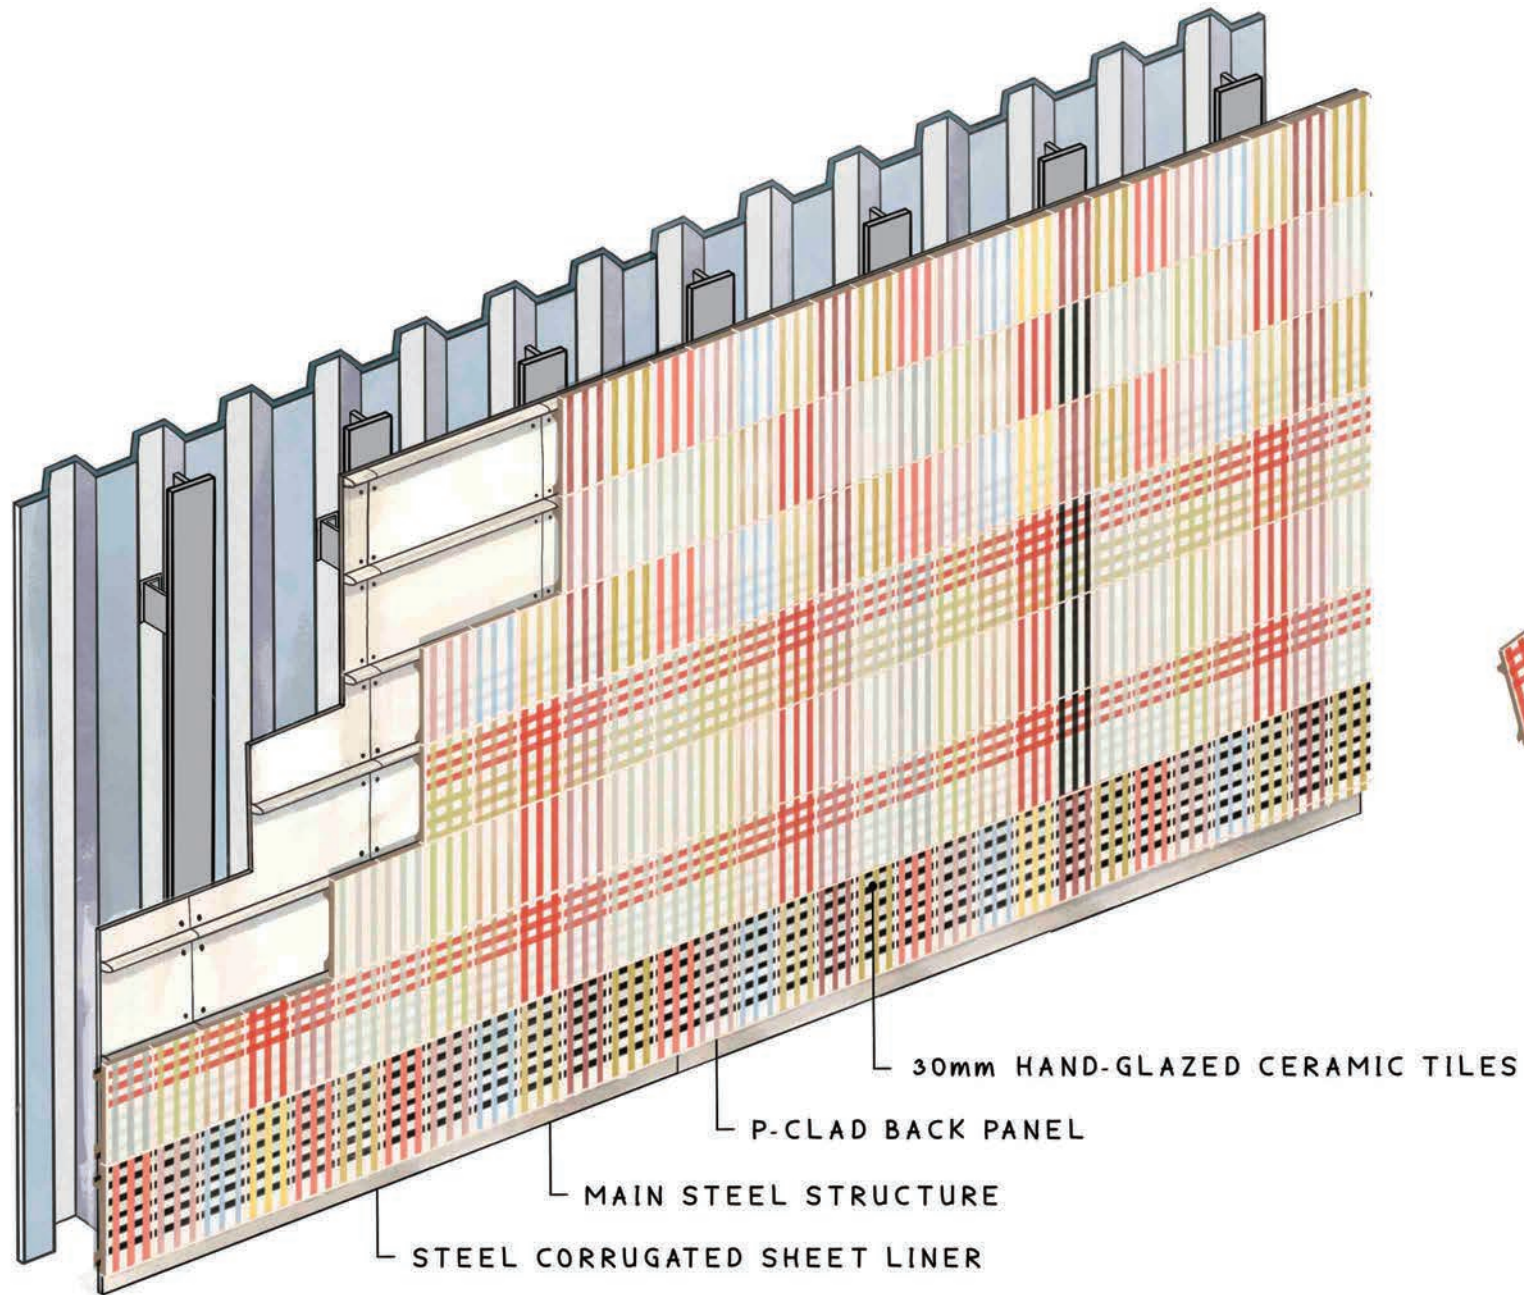 30mm HAND-GLAZED CERAMIC TILES
P-CLAD BACK PANEL
MAIN STEEL STRUCTURE
STEEL CORRUGATED SHEET LINER